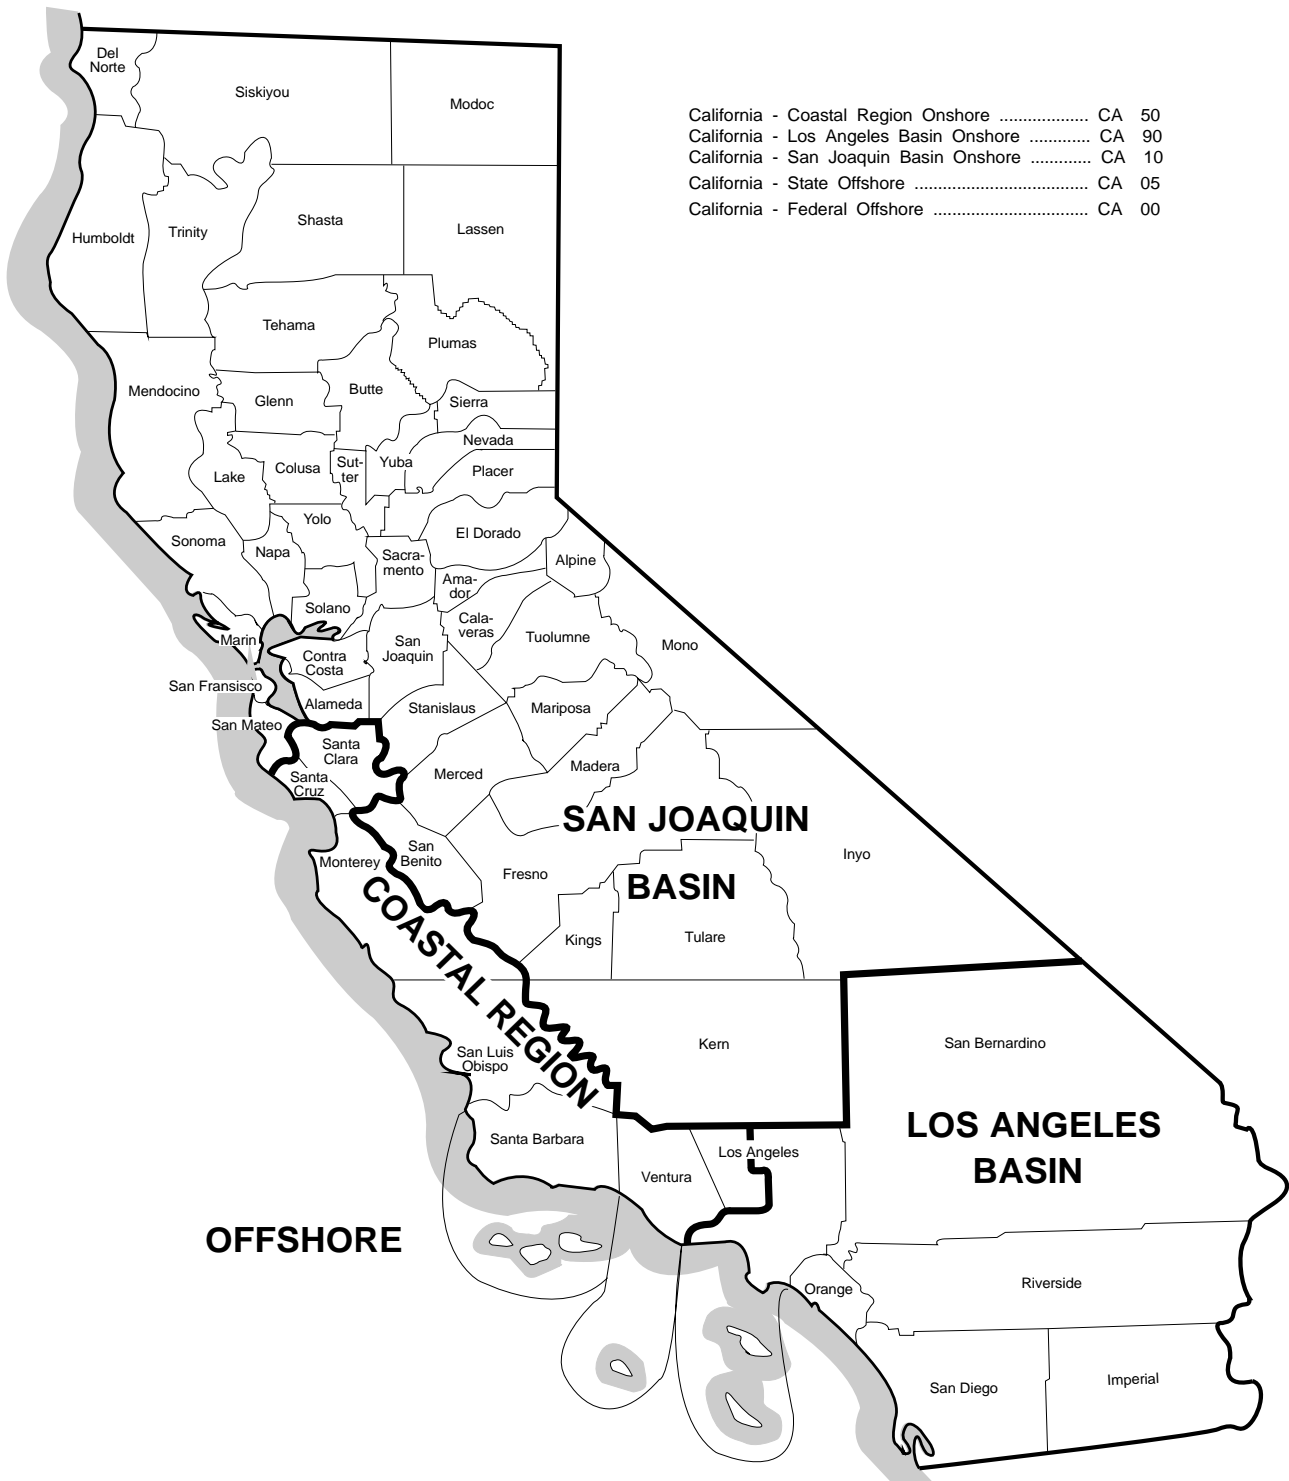 Del
Norte
Siskiyou
Modoc
California - Coastal Region Onshore ................... CA 50
California - Los Angeles Basin Onshore ............. CA 90
California - San Joaquin Basin Onshore ............. CA 10
California - State Offshore ..................................... CA 05
California - Federal Offshore ................................. CA 00
Humboldt
Trinity
Shasta
Lassen
Tehama
Plumas
Mendocino
Glenn
Butte
Sierra
Nevada
Lake
Colusa
Sut-
ter
Yuba
Placer
Sonoma
Napa
Yolo
El Dorado
Sacra-
mento
Alpine
Ama-
dor
Solano
Cala-
veras
Marin
Contra
Costa
San
Joaquin
Tuolumne
Mono
San Fransisco
Alameda
Stanislaus
Mariposa
San Mateo
Santa
Clara
Santa
Cruz
Merced
Madera
SAN JOAQUIN
BASIN
Monterey
San
Benito
Fresno
Inyo
Kings
Tulare
COASTAL REGION
San Luis
Obispo
Kern
San Bernardino
LOS ANGELES
BASIN
Santa Barbara
Ventura
Los Angeles
OFFSHORE
Orange
Riverside
San Diego
Imperial